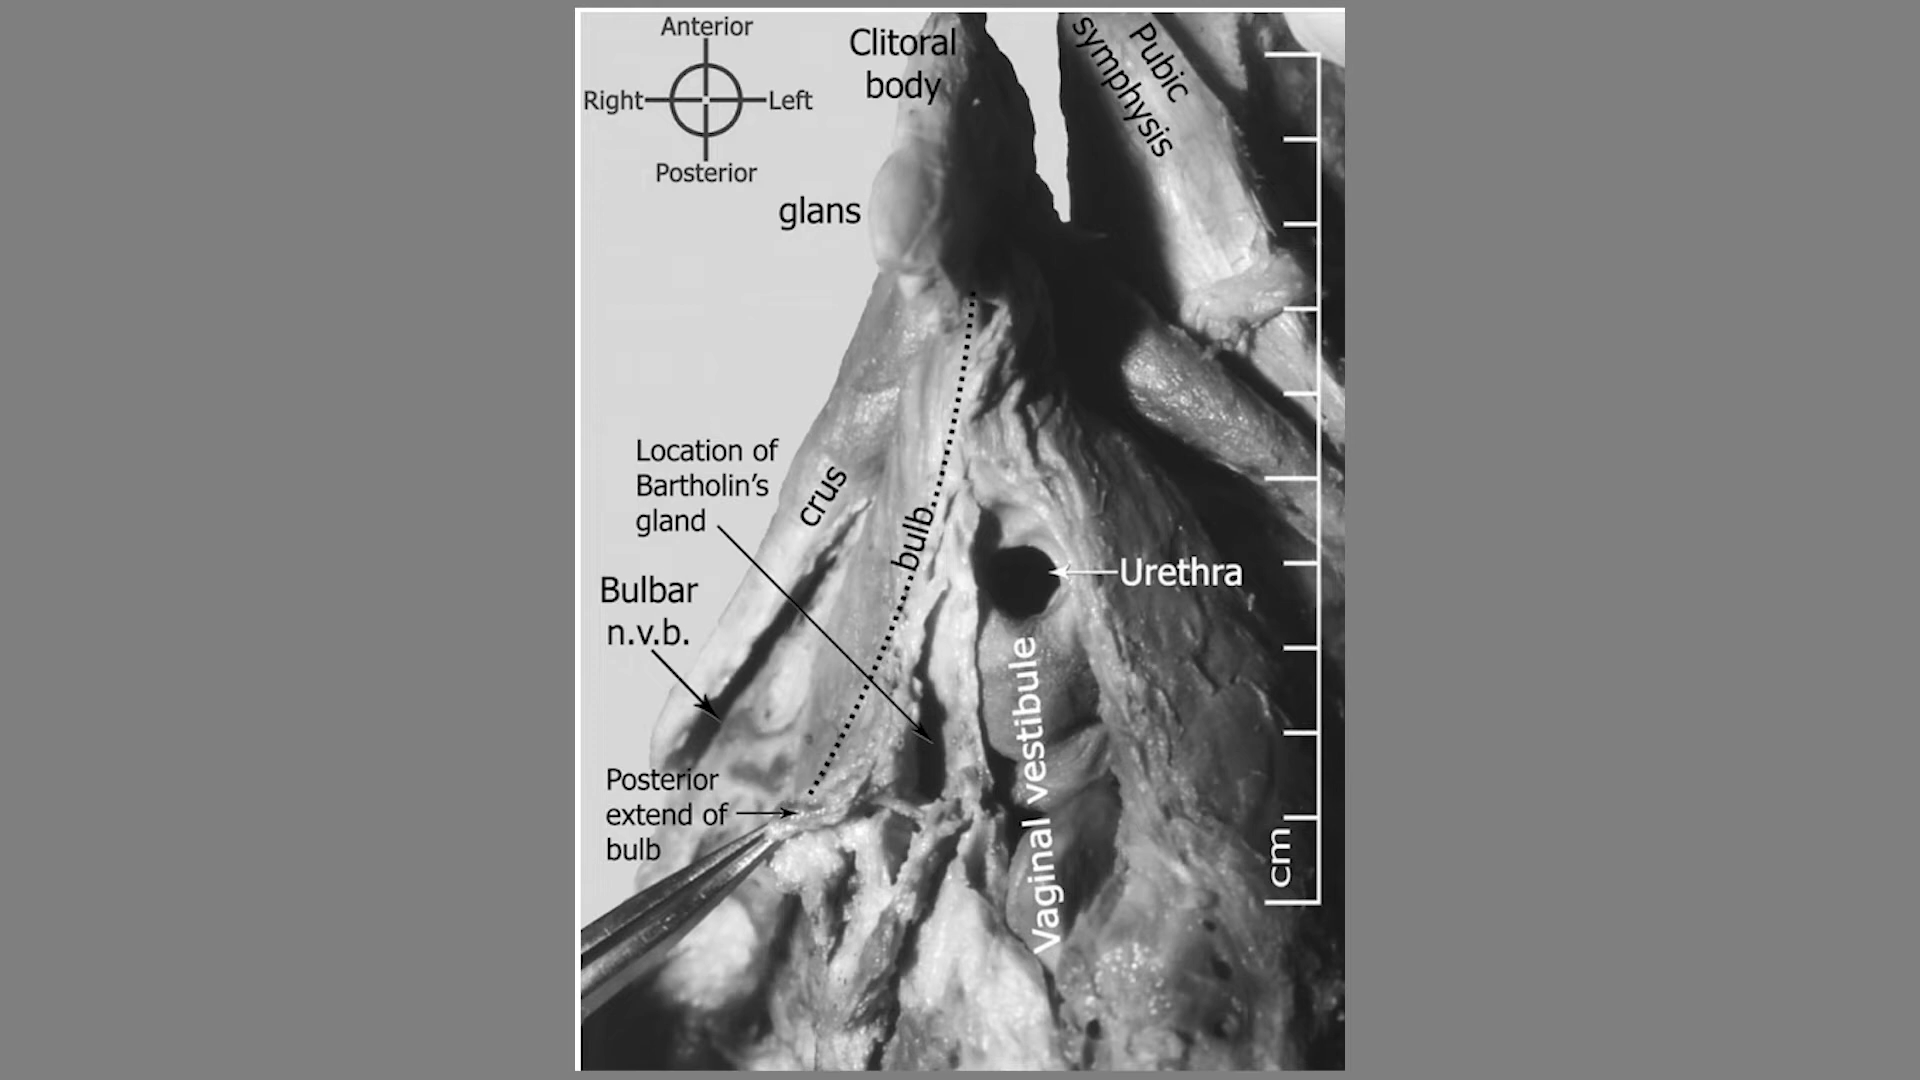 Anterior
Right
Left
Posterior
Clitoral
body
Pubic
symphysis
glans
Location of
Bartholin's
gland
crus
bulb
Bulbar
n.v.b.
Urethra
Vaginal vestibule
Posterior
extend of
bulb
cm